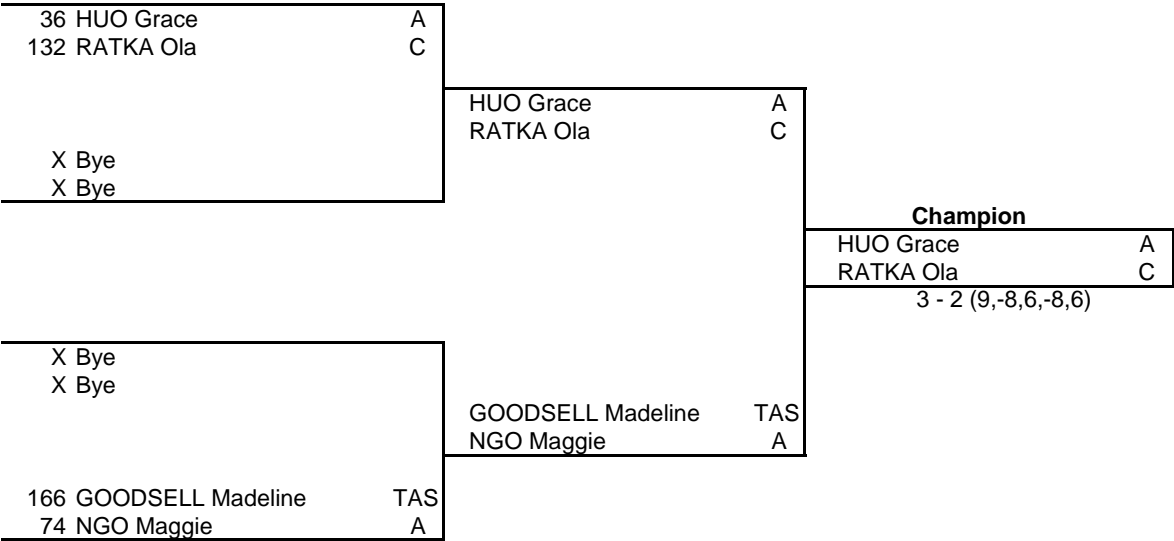 36 HUO Grace A
132 RATKA Ola C
HUO Grace A
RATKA Ola C
X Bye
X Bye
Champion
HUO Grace A
RATKA Ola C
3 - 2 (9,-8,6,-8,6)
X Bye
X Bye
GOODSELL Madeline TAS
NGO Maggie A
166 GOODSELL Madeline TAS
74 NGO Maggie A